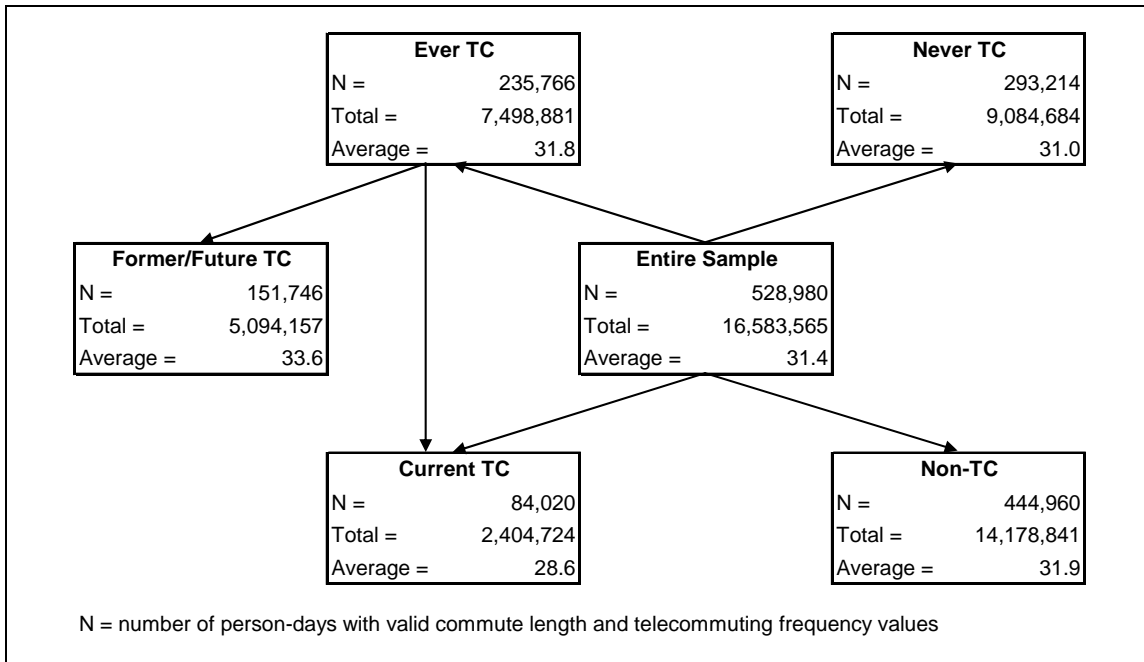 Ever TC
N = 235,766
Total = 7,498,881
Average = 31.8
Never TC
N = 293,214
Total = 9,084,684
Average = 31.0
Former/Future TC
N = 151,746
Total = 5,094,157
Average = 33.6
Entire Sample
N = 528,980
Total = 16,583,565
Average = 31.4
Current TC
N = 84,020
Total = 2,404,724
Average = 28.6
Non-TC
N = 444,960
Total = 14,178,841
Average = 31.9
N = number of person-days with valid commute length and telecommuting frequency values